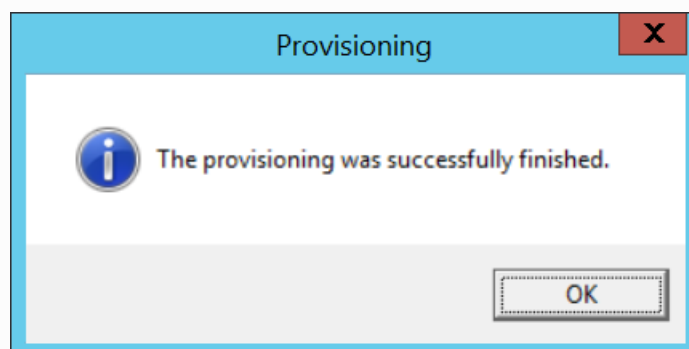 Provisioning
X
The provisioning was successfully finished.
OK